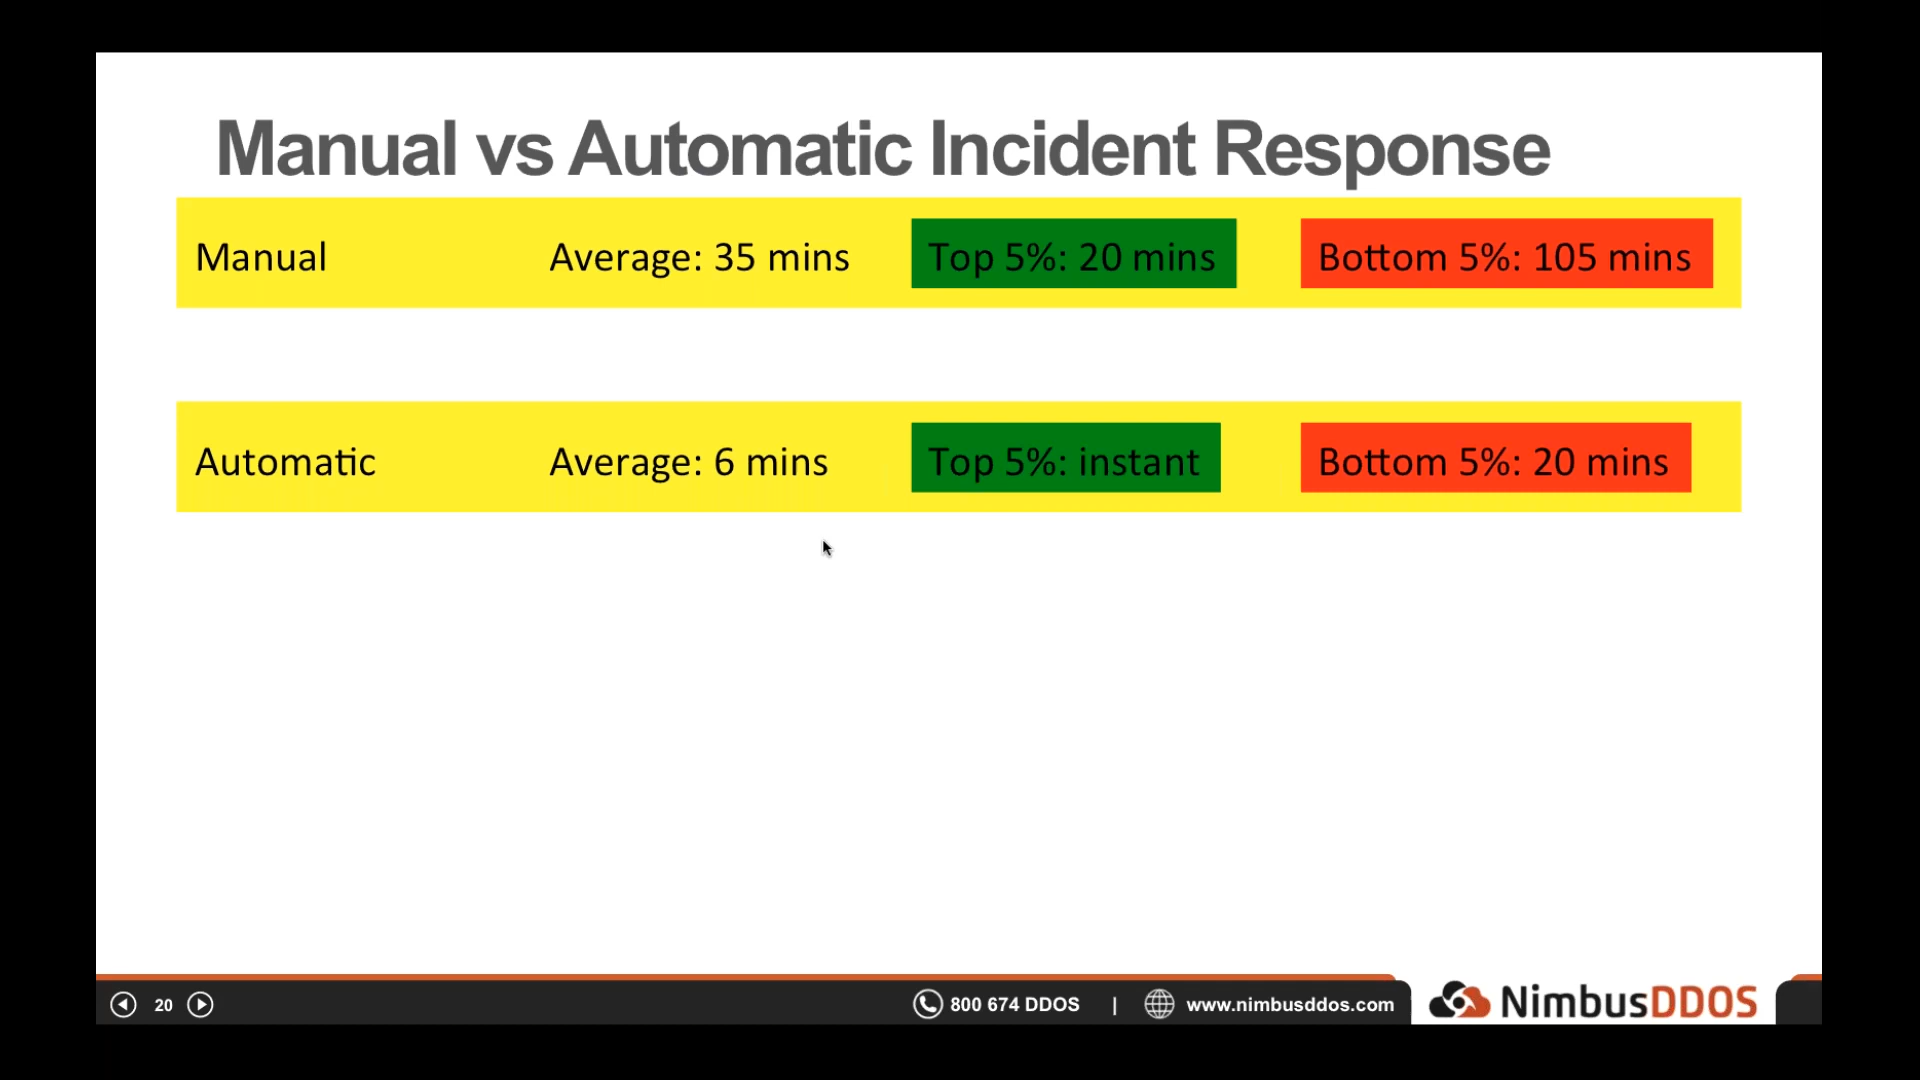 Manual vs Automatic Incident Response
Manual Average: 35 mins Top 5%: 20 mins Bottom 5%: 105 mins
Automatic Average: 6 mins Top 5%: instant Bottom 5%: 20 mins
20 800 674 DDOS | www.nimbusddos.com NimbusDDOS